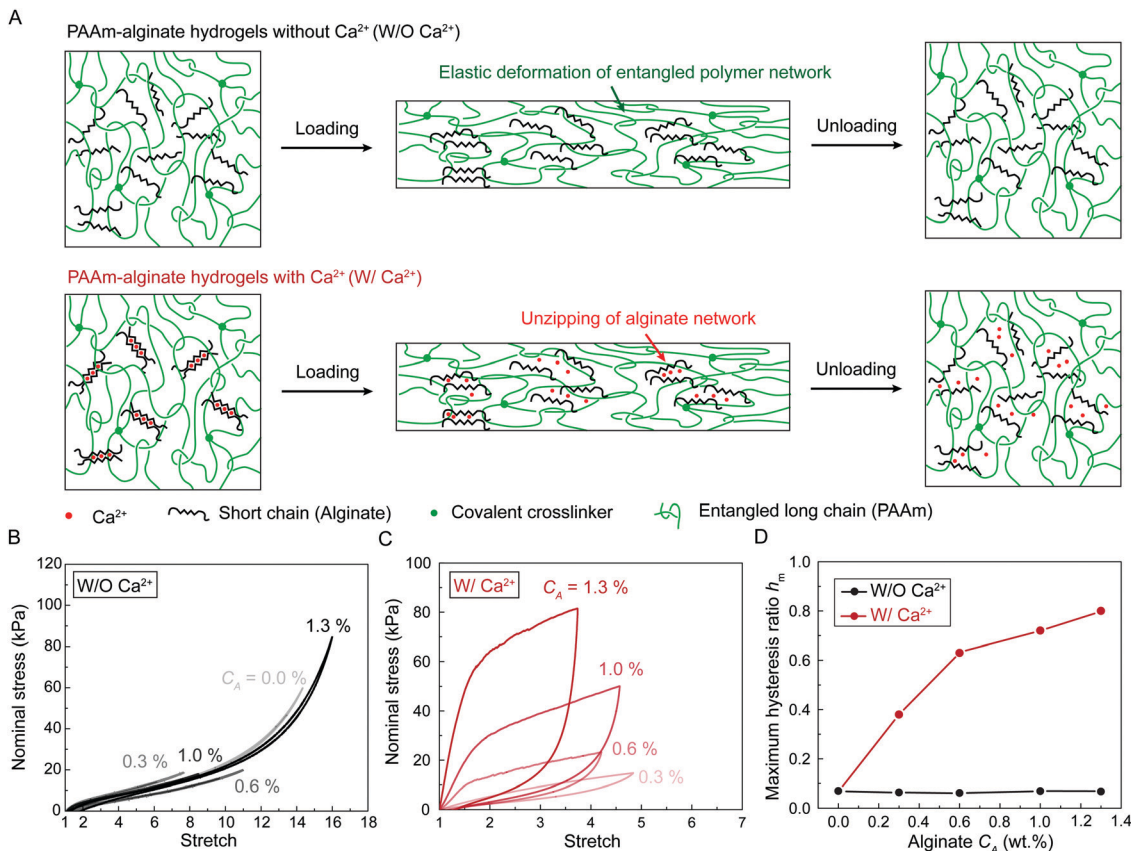 A
PAAm-alginate hydrogels without Ca²⁺ (W/O Ca²⁺)
Elastic deformation of entangled polymer network
Loading
Unloading
PAAm-alginate hydrogels with Ca²⁺ (W/ Ca²⁺)
Unzipping of alginate network
Loading
Unloading
Ca²⁺
Short chain (Alginate)
Covalent crosslinker
Entangled long chain (PAAm)
B
W/O Ca²⁺
Nominal stress (kPa)
120
100
80
60
40
20
0
1.3 %
C_A = 0.0 %
0.3 %
1.0 %
0.6 %
1 2 4 6 8 10 12 14 16 18
Stretch
C
W/ Ca²⁺
Nominal stress (kPa)
100
80
60
40
20
0
C_A = 1.3 %
1.0 %
0.6 %
0.3 %
1 2 3 4 5 6 7
Stretch
D
W/O Ca²⁺
W/ Ca²⁺
Maximum hysteresis ratio h_m
1.0
0.8
0.6
0.4
0.2
0.0
0.0 0.2 0.4 0.6 0.8 1.0 1.2 1.4
Alginate C_A (wt.%)